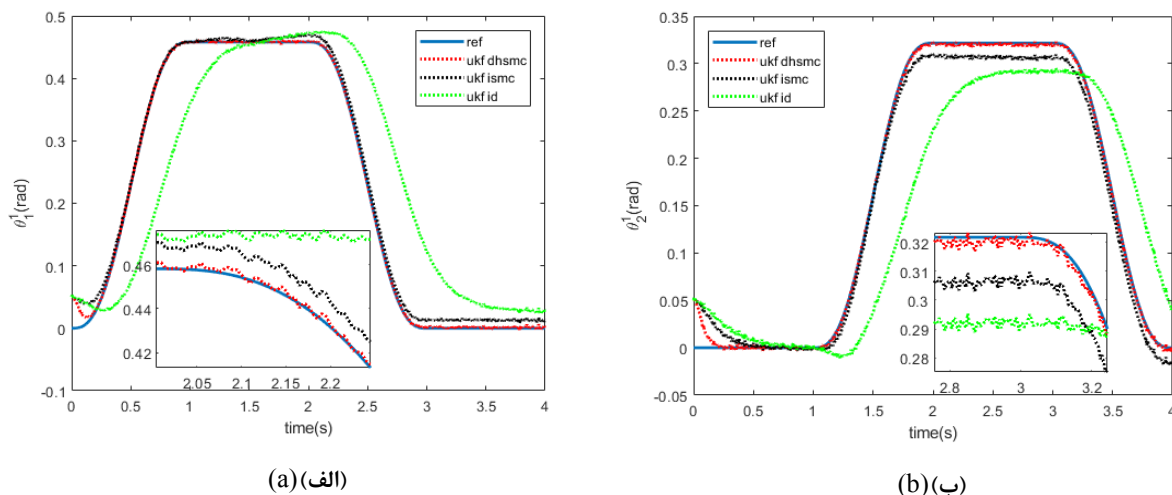 0.5
0.4
0.3
0.2
0.1
0
-0.1
θ₁¹(rad)
ref
ukf dhsmc
ukf ismc
ukf id
0.46
0.44
0.42
2.05 2.1 2.15 2.2
0 0.5 1 1.5 2 2.5 3 3.5 4
time(s)
(الف) (a)
0.35
0.3
0.25
0.2
0.15
0.1
0.05
0
-0.05
θ₂¹(rad)
ref
ukf dhsmc
ukf ismc
ukf id
0.32
0.31
0.3
0.29
0.28
2.8 3 3.2
0 0.5 1 1.5 2 2.5 3 3.5 4
time(s)
(ب) (b)